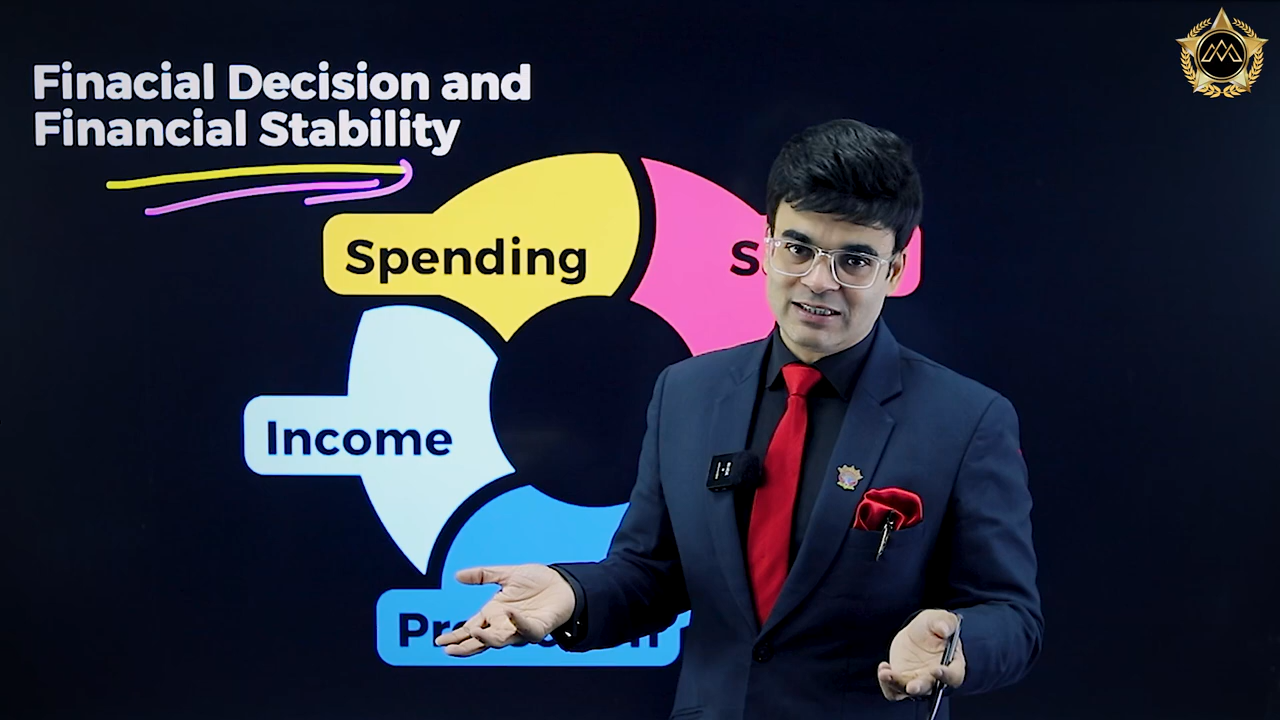 Finacial Decision and
Financial Stability
Spending
Income